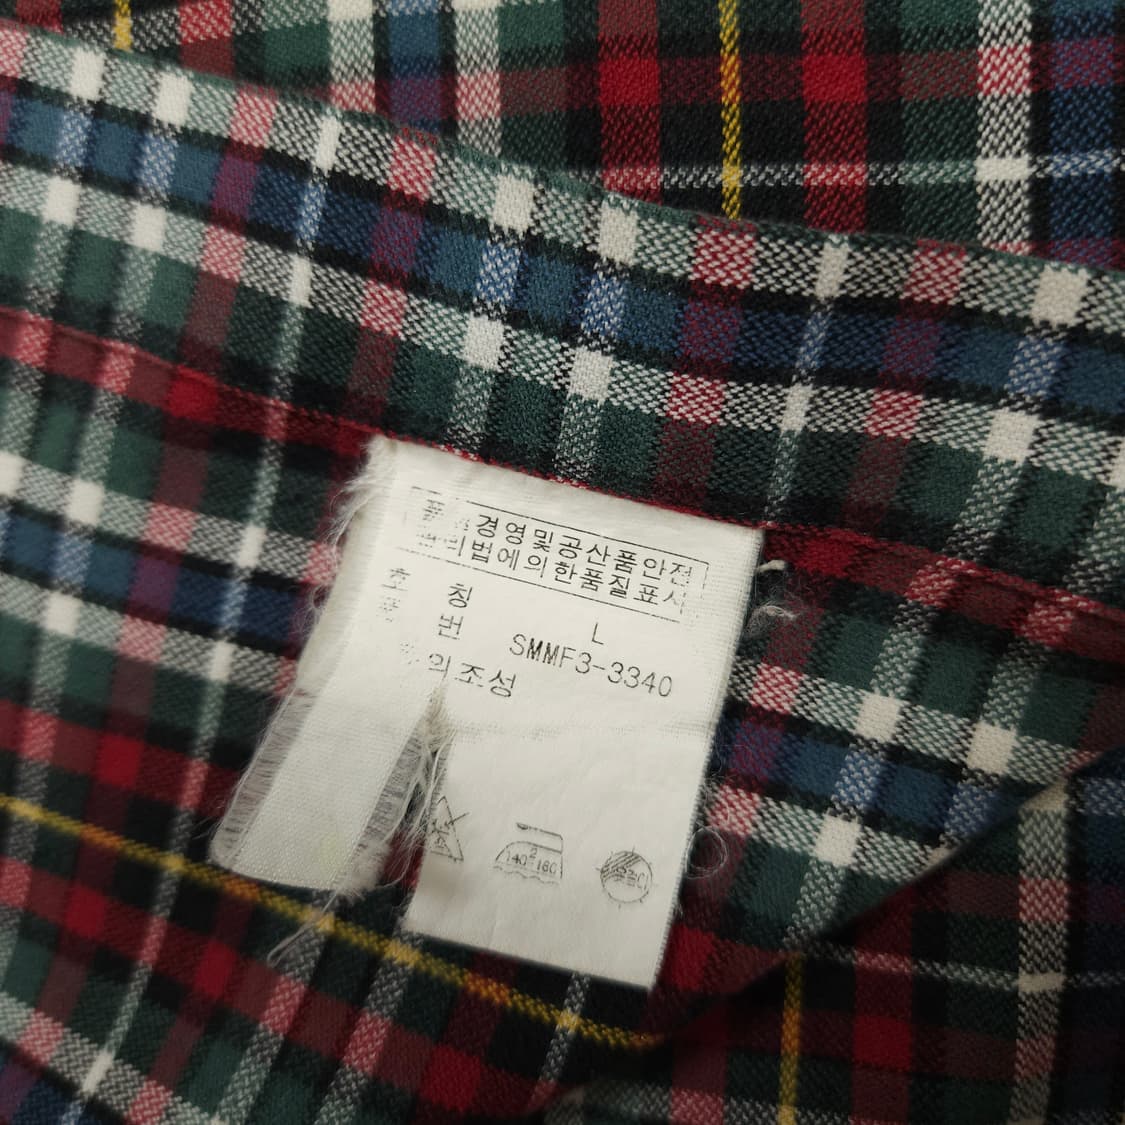 경영및공산품안전
법에의한품질표시
칭 L
번 SMMF3-3340
의조성
140~160